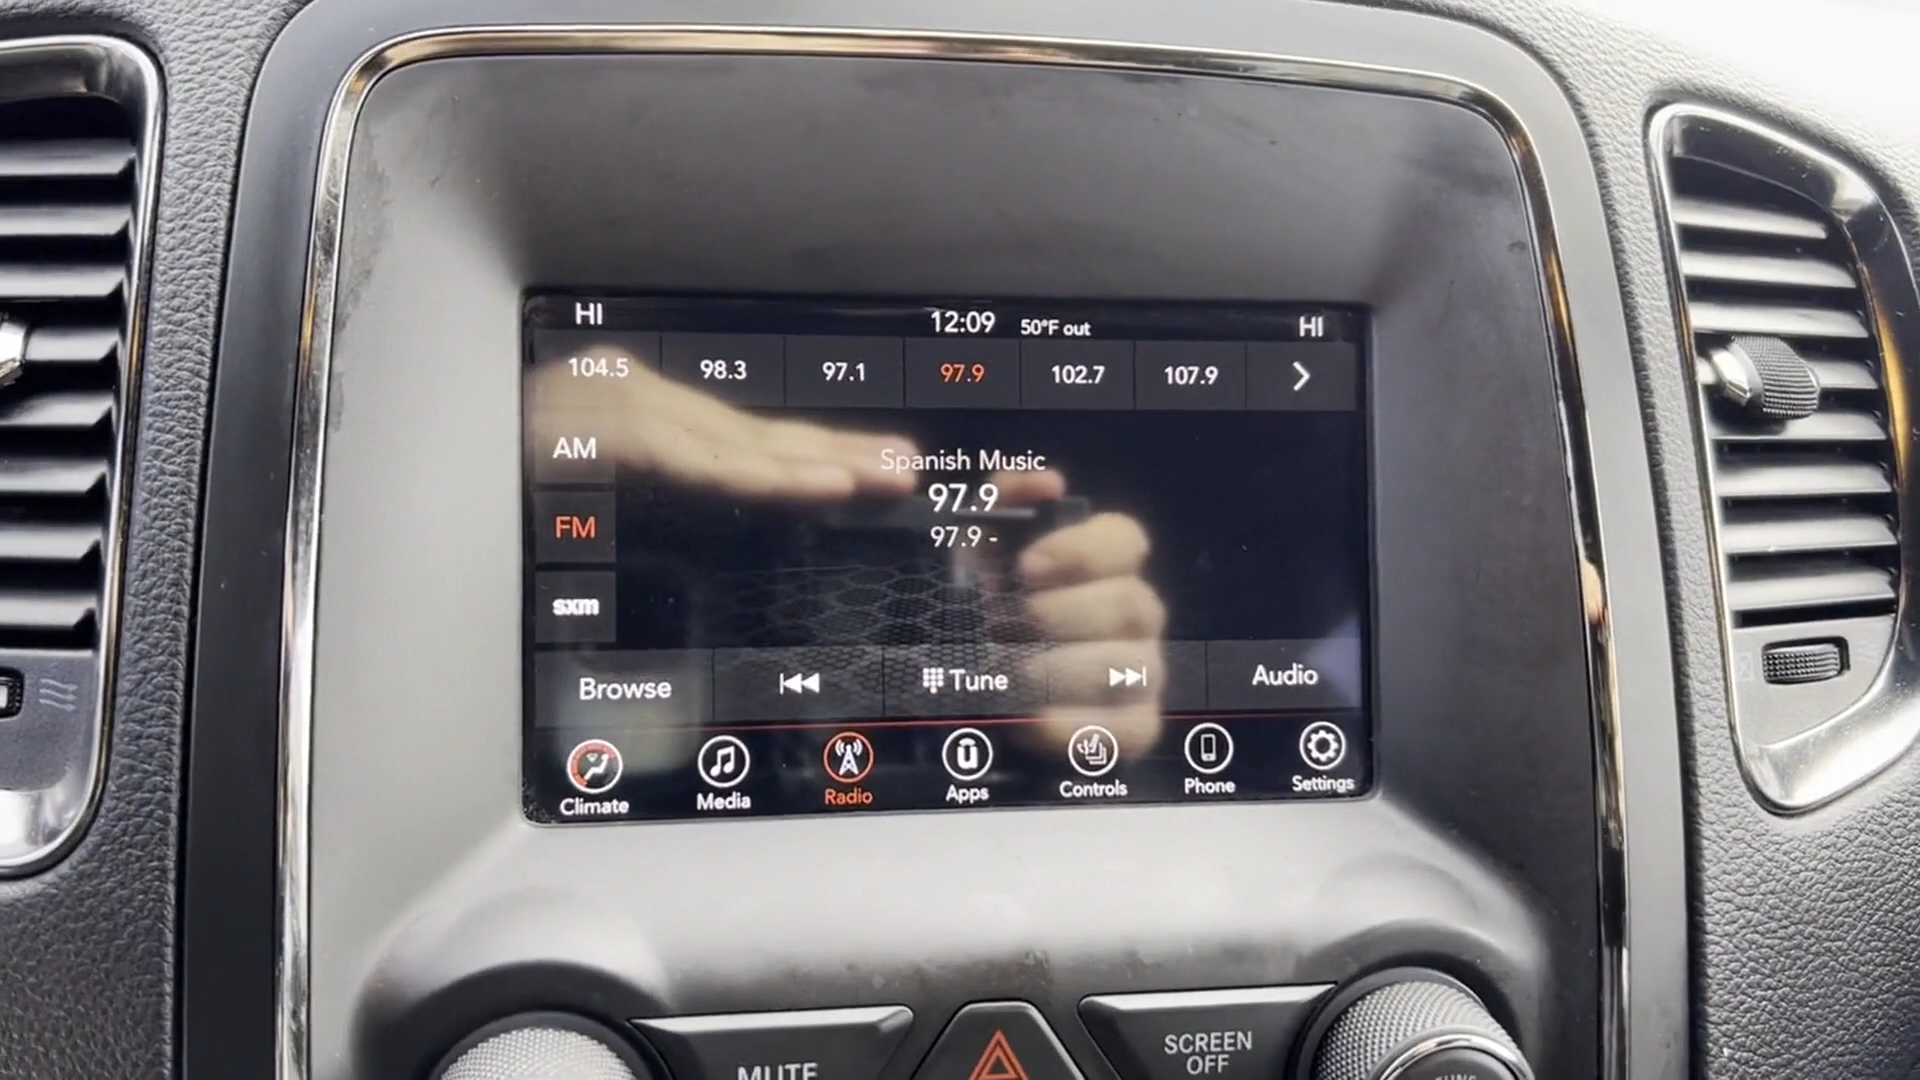 HI 12:09 50°F out HI
104.5 98.3 97.1 97.9 102.7 107.9
AM
Spanish Music
97.9
FM
97.9 -
sxm
Browse Tune Audio
Climate Media Radio Apps Controls Phone Settings
MUTE
SCREEN
OFF